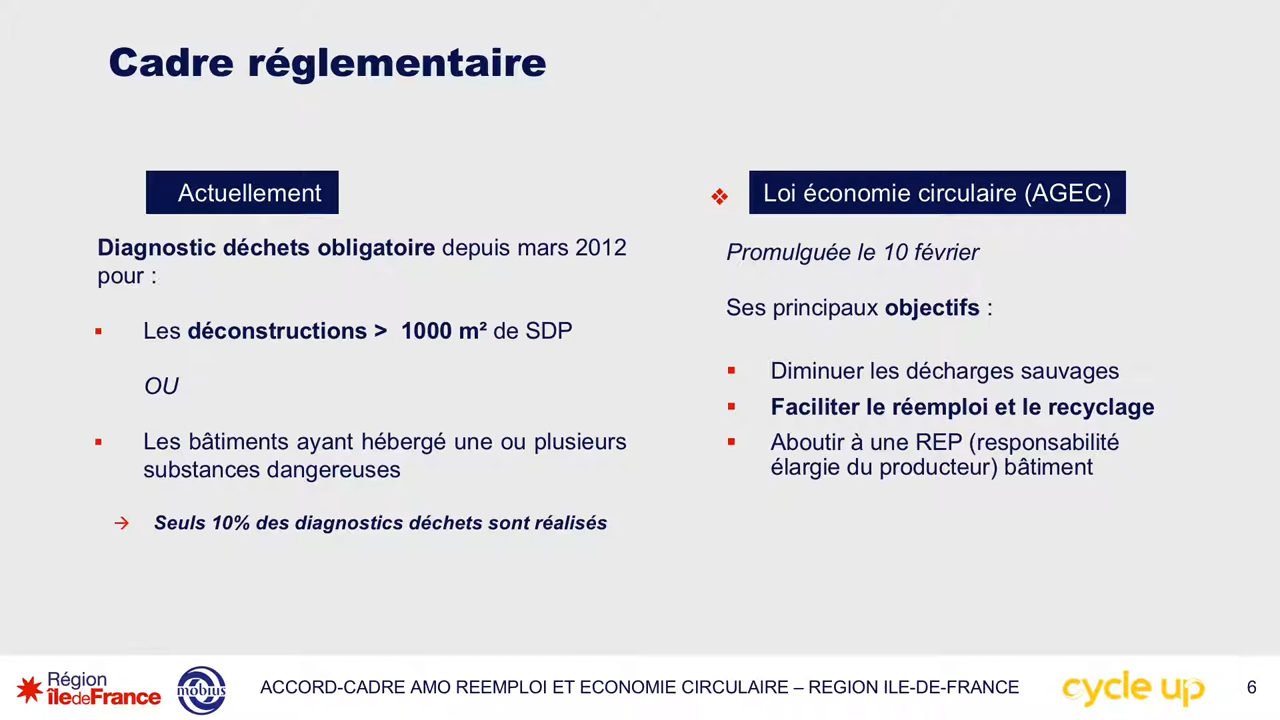 Cadre réglementaire
Actuellement
Diagnostic déchets obligatoire depuis mars 2012
pour :
▪ Les déconstructions > 1000 m² de SDP
OU
▪ Les bâtiments ayant hébergé une ou plusieurs
substances dangereuses
→ Seuls 10% des diagnostics déchets sont réalisés
❖ Loi économie circulaire (AGEC)
Promulguée le 10 février
Ses principaux objectifs :
▪ Diminuer les décharges sauvages
▪ Faciliter le réemploi et le recyclage
▪ Aboutir à une REP (responsabilité
élargie du producteur) bâtiment
Région
îledeFrance
mobius
ACCORD-CADRE AMO REEMPLOI ET ECONOMIE CIRCULAIRE – REGION ILE-DE-FRANCE
cycle up
6